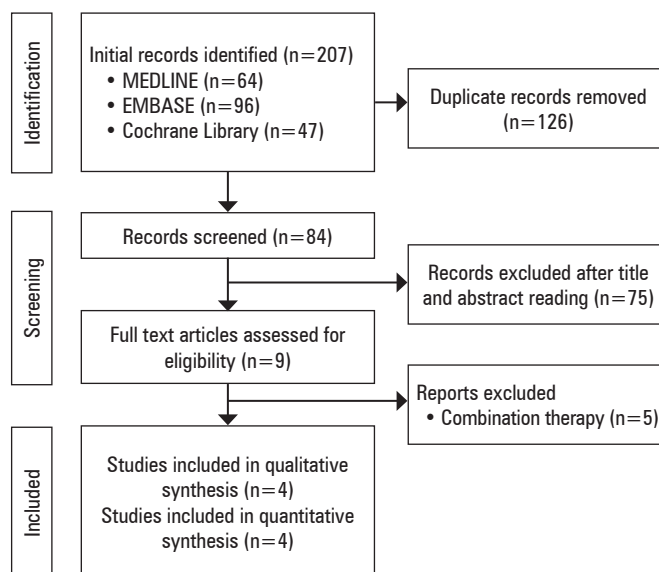 Identification
Initial records identified (n=207)
• MEDLINE (n=64)
• EMBASE (n=96)
• Cochrane Library (n=47)
Duplicate records removed
(n=126)
Screening
Records screened (n=84)
Records excluded after title
and abstract reading (n=75)
Full text articles assessed for
eligibility (n=9)
Reports excluded
• Combination therapy (n=5)
Included
Studies included in qualitative
synthesis (n=4)
Studies included in quantitative
synthesis (n=4)